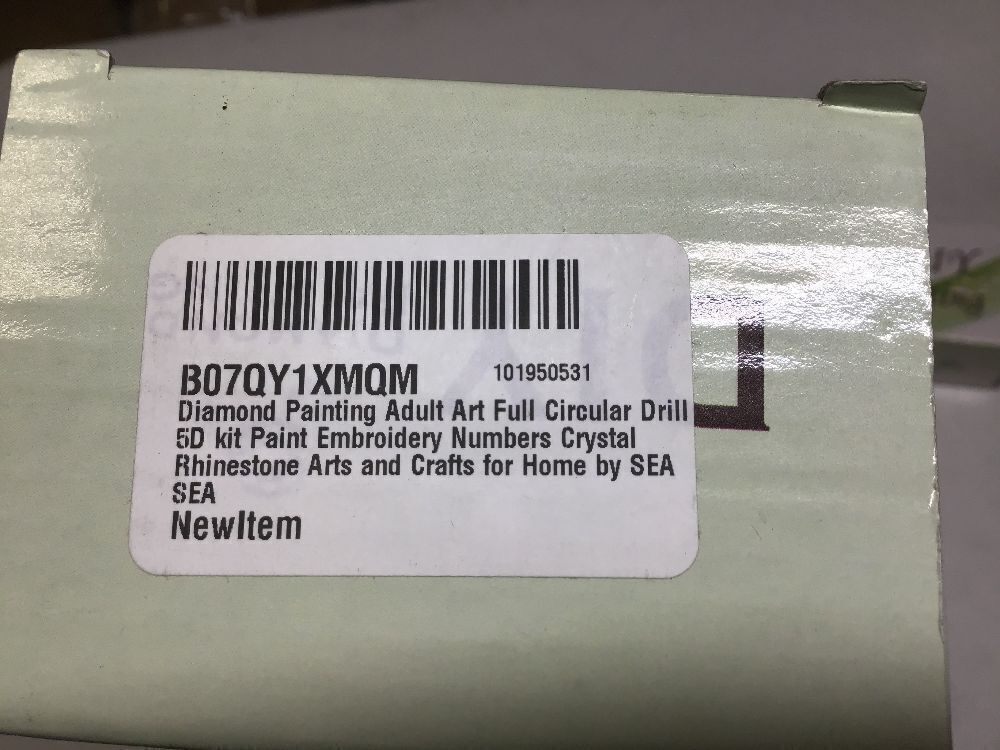 B07QY1XMQM 101950531
Diamond Painting Adult Art Full Circular Drill
5D kit Paint Embroidery Numbers Crystal
Rhinestone Arts and Crafts for Home by SEA
SEA
NewItem